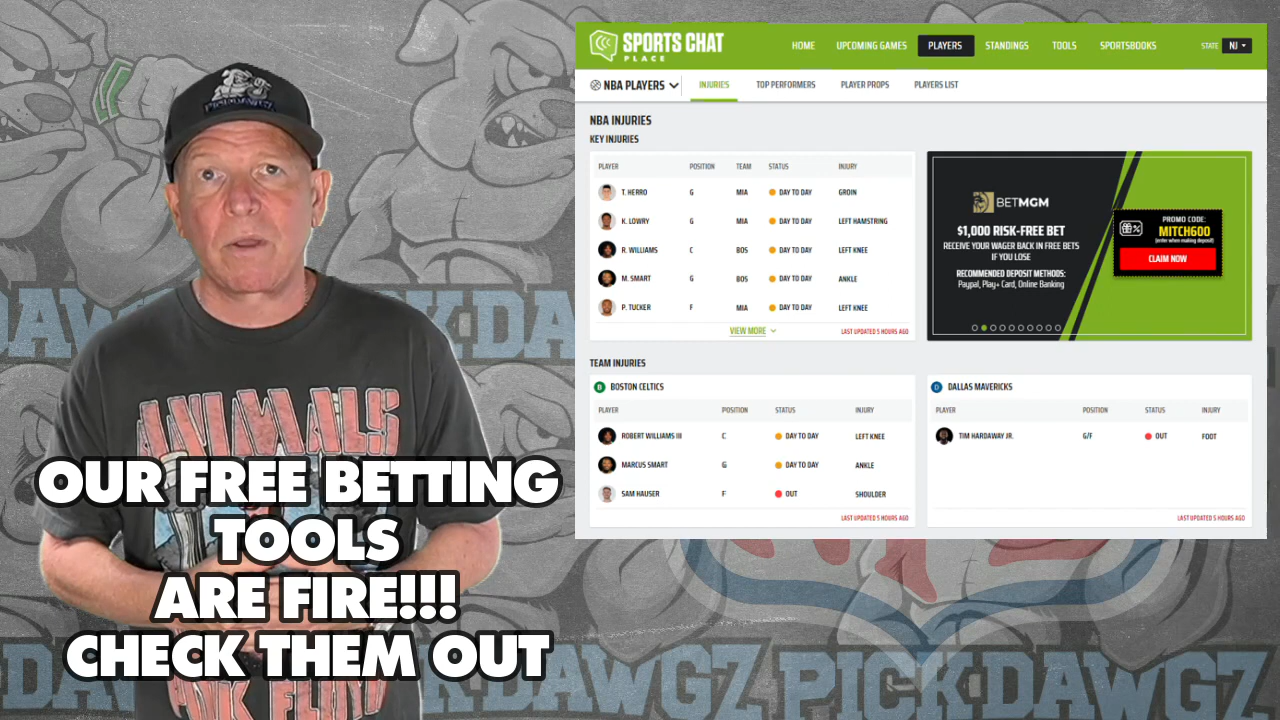 PICKDAWGZ
ANIMALS
PINK FLOYD
OUR FREE BETTING
TOOLS
ARE FIRE!!!
CHECK THEM OUT
SPORTS CHAT
PLACE
HOME UPCOMING GAMES PLAYERS STANDINGS TOOLS SPORTSBOOKS STATE NJ
NBA PLAYERS INJURIES TOP PERFORMERS PLAYER PROPS PLAYERS LIST
NBA INJURIES
KEY INJURIES
PLAYER POSITION TEAM STATUS INJURY
T. HERRO G MIA DAY TO DAY GROIN
K. LOWRY G MIA DAY TO DAY LEFT HAMSTRING
R. WILLIAMS C BOS DAY TO DAY LEFT KNEE
M. SMART G BOS DAY TO DAY ANKLE
P. TUCKER F MIA DAY TO DAY LEFT KNEE
VIEW MORE LAST UPDATED 5 HOURS AGO
BETMGM
$1,000 RISK-FREE BET
RECEIVE YOUR WAGER BACK IN FREE BETS
IF YOU LOSE
RECOMMENDED DEPOSIT METHODS:
Paypal, Play+ Card, Online Banking
PROMO CODE:
MITCH600
(enter when making deposit)
CLAIM NOW
TEAM INJURIES
B BOSTON CELTICS
PLAYER POSITION STATUS INJURY
ROBERT WILLIAMS III C DAY TO DAY LEFT KNEE
MARCUS SMART G DAY TO DAY ANKLE
SAM HAUSER F OUT SHOULDER
LAST UPDATED 5 HOURS AGO
D DALLAS MAVERICKS
PLAYER POSITION STATUS INJURY
TIM HARDAWAY JR. G/F OUT FOOT
LAST UPDATED 5 HOURS AGO
PICKDAWGZ PICKDAWGZ